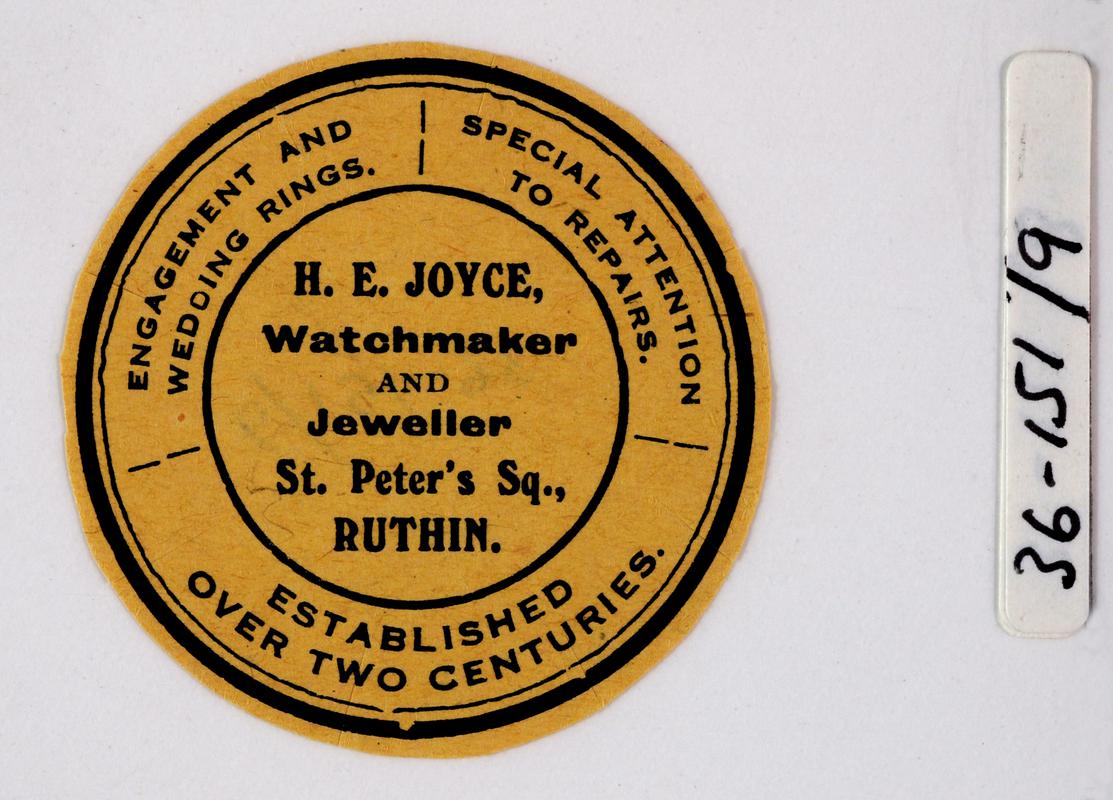 ENGAGEMENT AND
WEDDING RINGS.
SPECIAL ATTENTION
TO REPAIRS.
H. E. JOYCE,
Watchmaker
AND
Jeweller
St. Peter's Sq.,
RUTHIN.
ESTABLISHED
OVER TWO CENTURIES.
36-151/9